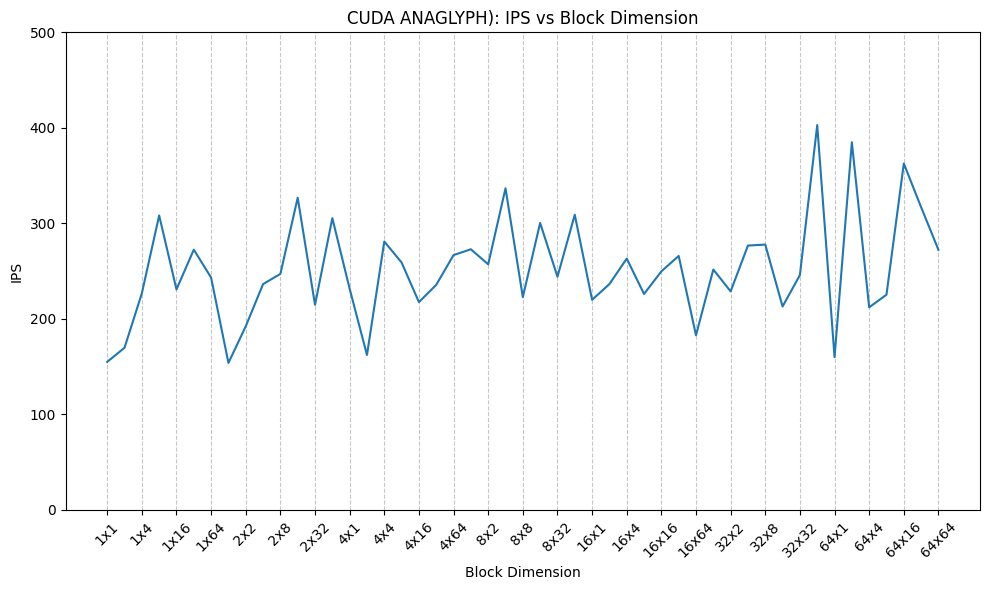 CUDA ANAGLYPH): IPS vs Block Dimension
500
400
300
200
100
0
IPS
1x1
1x4
1x16
1x64
2x2
2x8
2x32
4x1
4x4
4x16
4x64
8x2
8x8
8x32
16x1
16x4
16x16
16x64
32x2
32x8
32x32
64x1
64x4
64x16
64x64
Block Dimension